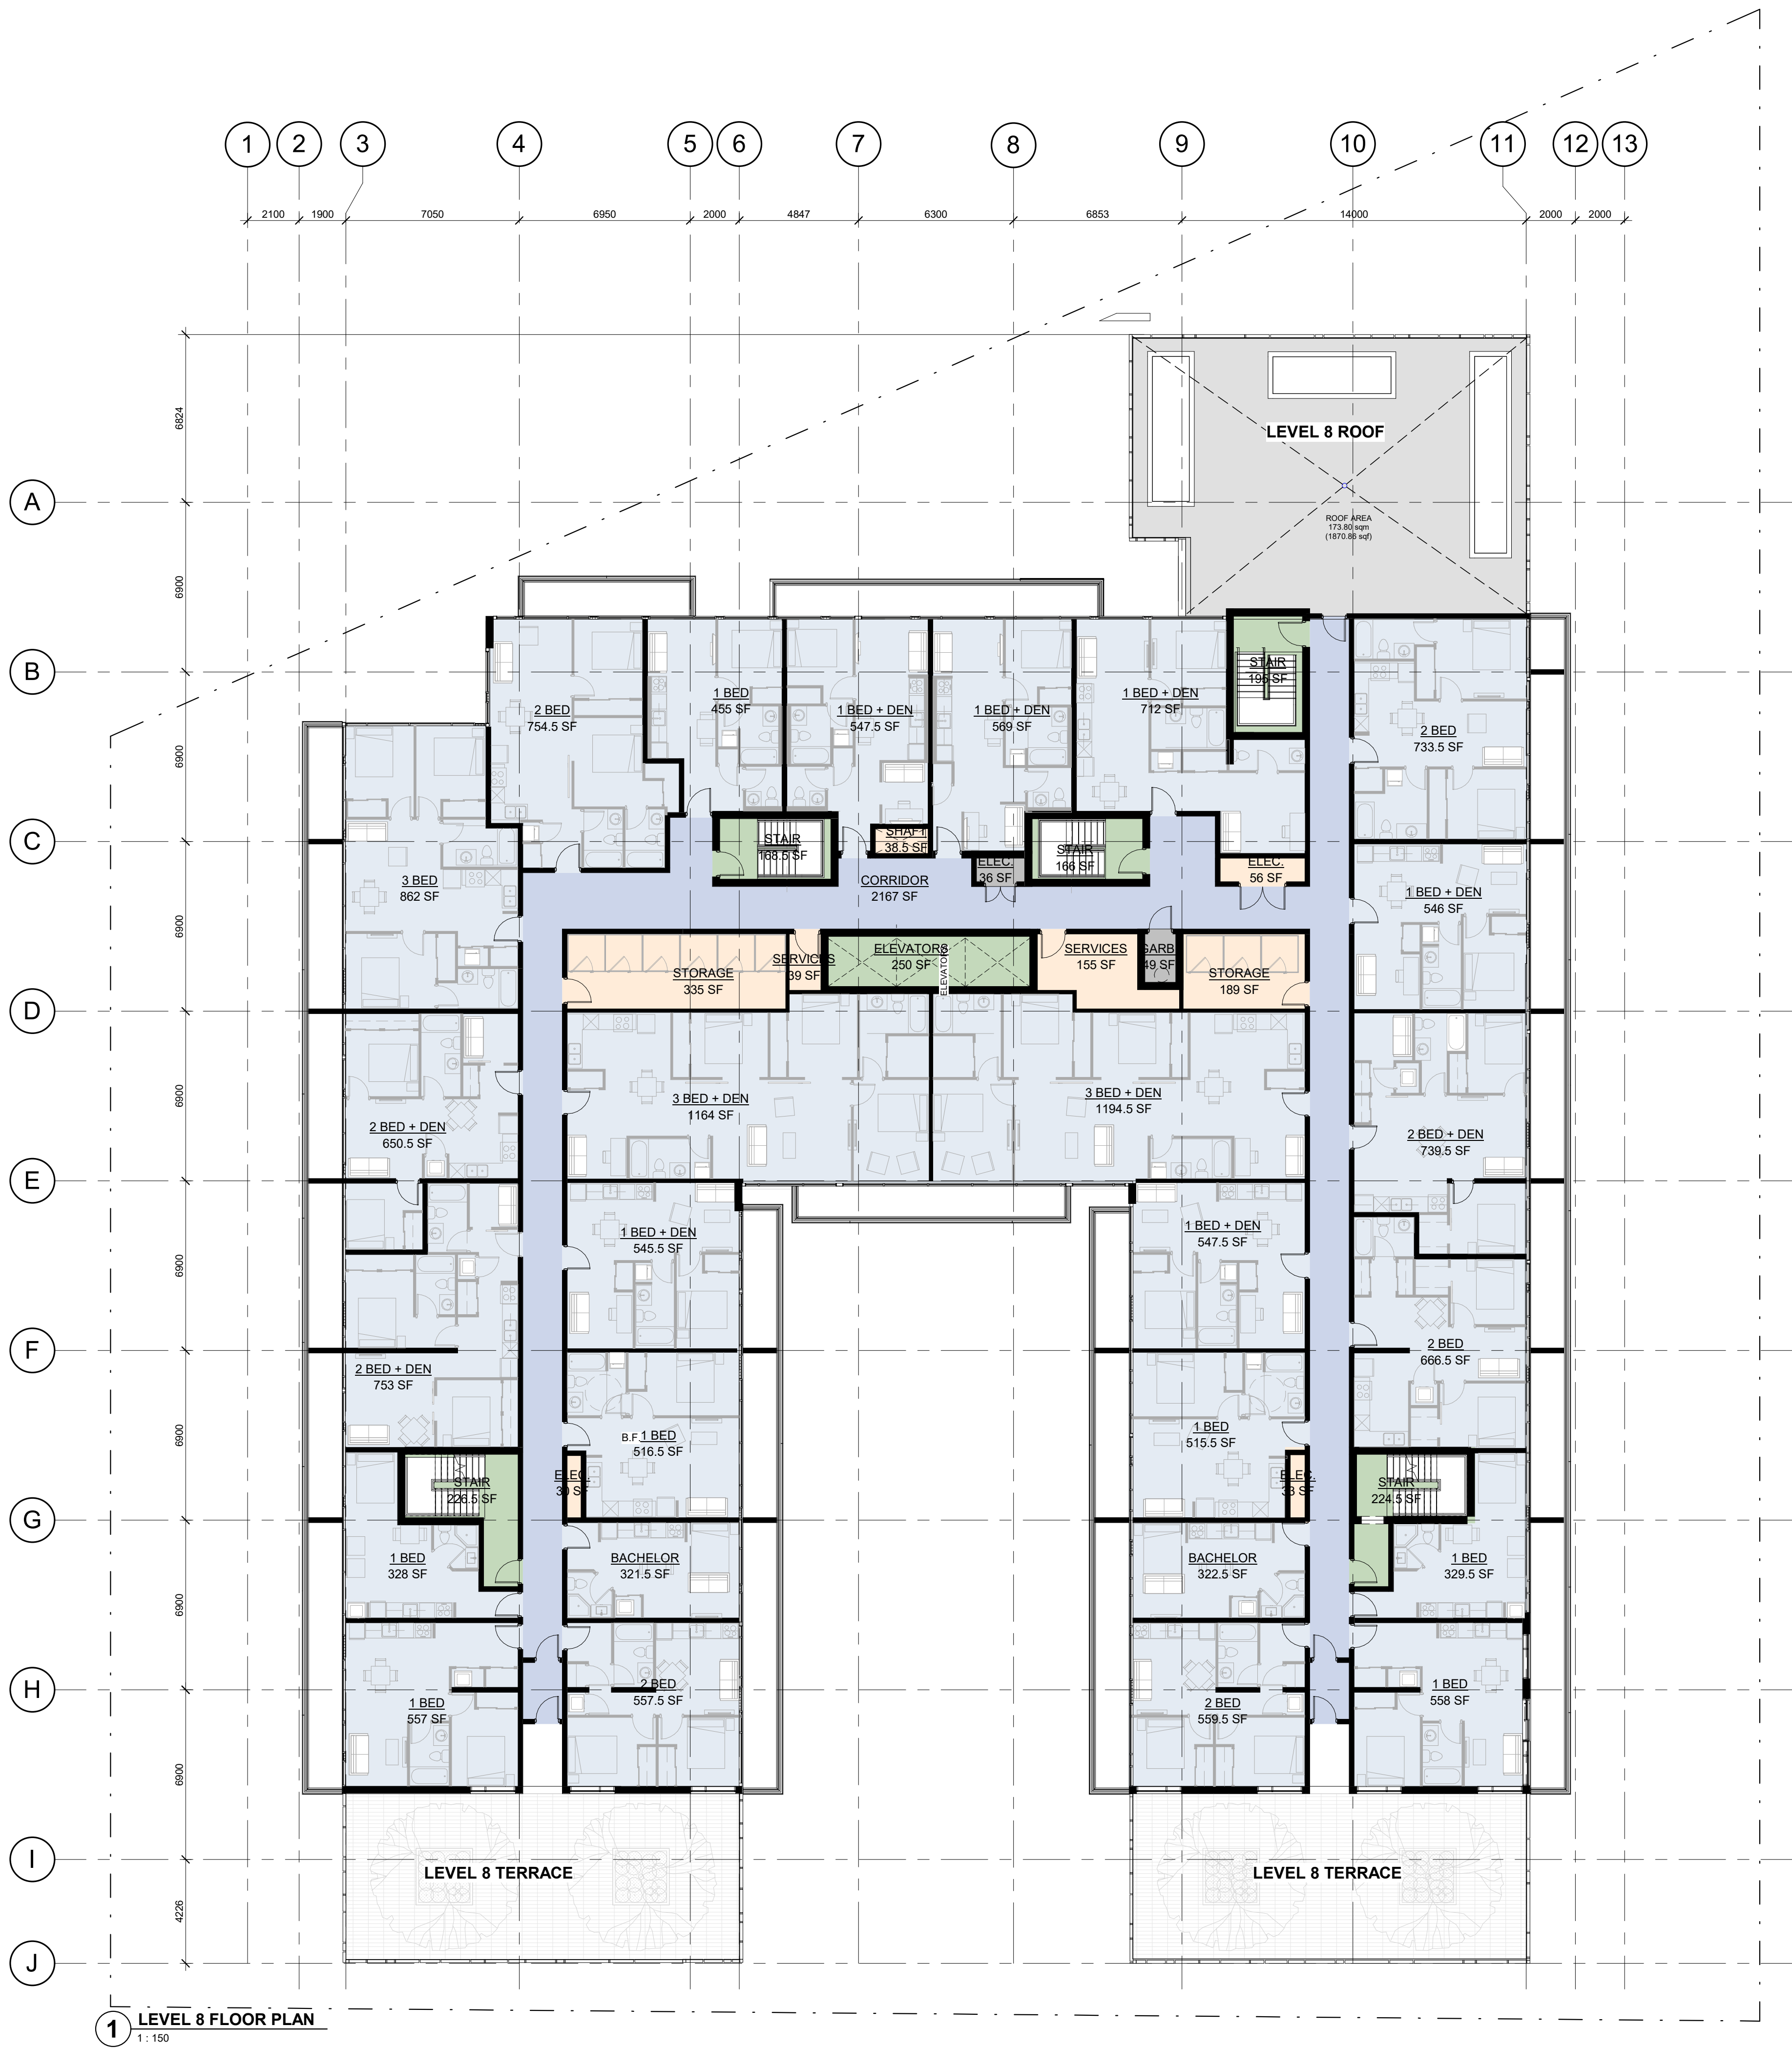 1 2 3 4 5 6 7 8 9 10 11 12 13
2100 1900 7050 6950 2000 4847 6300 6853 14000 2000 2000
6824
LEVEL 8 ROOF
A
ROOF AREA
173.80 sqm
(1870.86 sqf)
6900
B
STAIR
195 SF
2 BED
754.5 SF
1 BED
455 SF
1 BED + DEN
547.5 SF
1 BED + DEN
569 SF
1 BED + DEN
712 SF
2 BED
733.5 SF
6900
C
STAIR
168.5 SF
SHAFT
38.5 SF
STAIR
166 SF
ELEC.
36 SF
ELEC.
56 SF
3 BED
862 SF
CORRIDOR
2167 SF
1 BED + DEN
546 SF
6900
STORAGE
335 SF
SERVICES
39 SF
ELEVATORS
250 SF
ELEVATORS
SERVICES
155 SF
GARB.
49 SF
STORAGE
189 SF
D
6900
3 BED + DEN
1164 SF
3 BED + DEN
1194.5 SF
2 BED + DEN
650.5 SF
2 BED + DEN
739.5 SF
E
1 BED + DEN
545.5 SF
1 BED + DEN
547.5 SF
6900
F
2 BED + DEN
753 SF
2 BED
666.5 SF
6900
B.F.
1 BED
516.5 SF
1 BED
515.5 SF
STAIR
226.5 SF
ELEC.
30 SF
ELEC.
33 SF
STAIR
224.5 SF
G
1 BED
328 SF
BACHELOR
321.5 SF
BACHELOR
322.5 SF
1 BED
329.5 SF
6900
H
1 BED
557 SF
2 BED
557.5 SF
2 BED
559.5 SF
1 BED
558 SF
6900
I
LEVEL 8 TERRACE
LEVEL 8 TERRACE
4226
J
1 LEVEL 8 FLOOR PLAN
1 : 150